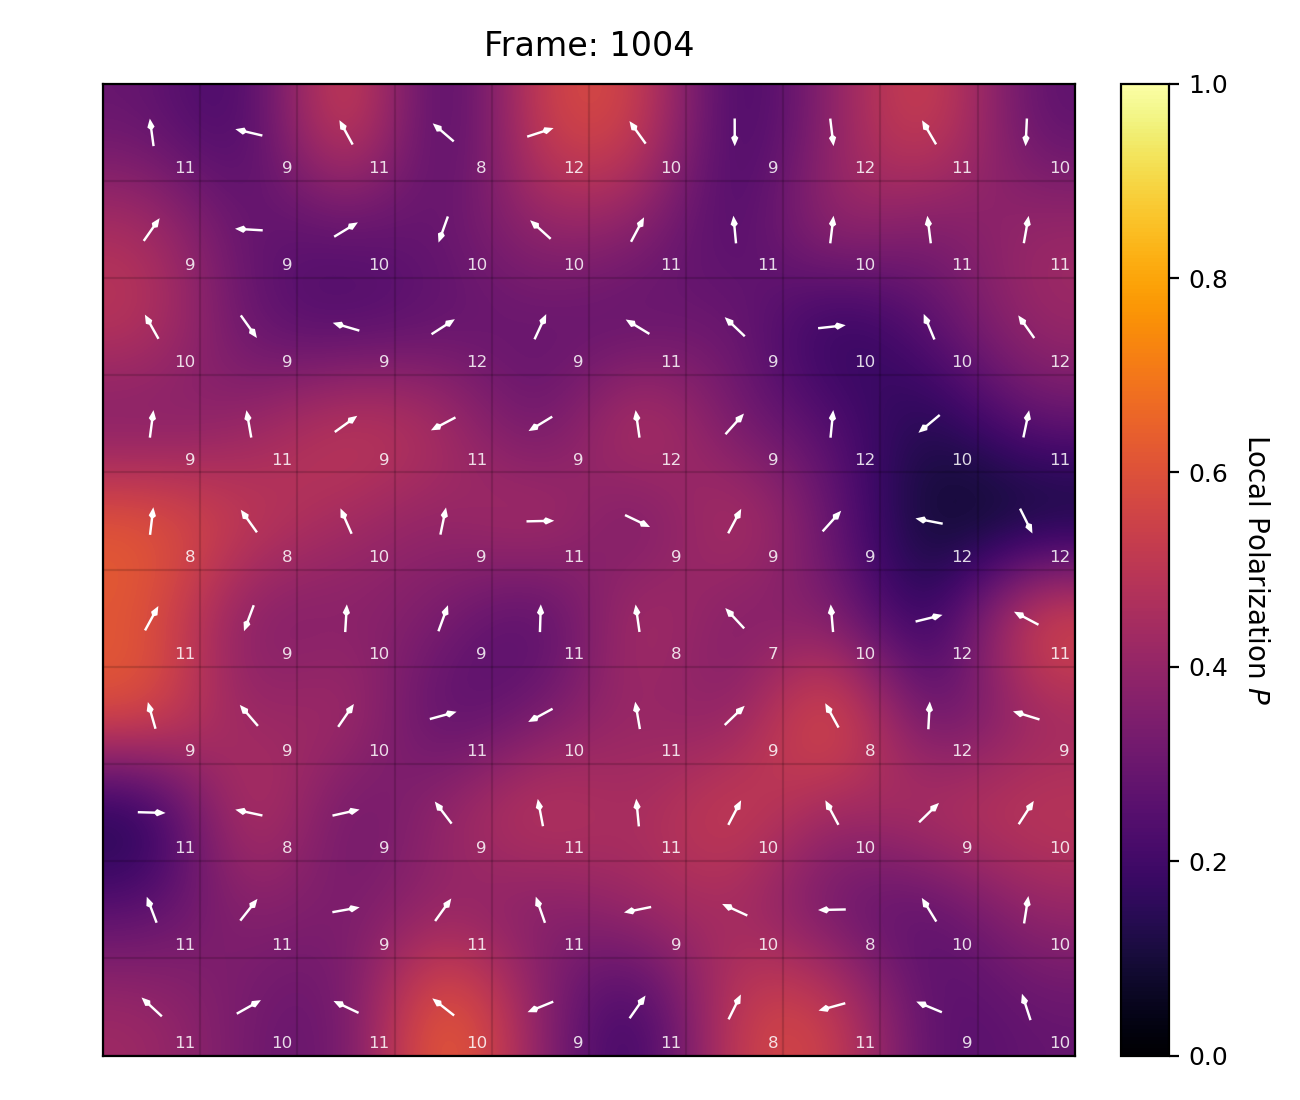 Frame: 1004
11 9 11 8 12 10 9 12 11 10
9 9 10 10 10 11 11 10 11 11
10 9 9 12 9 11 9 10 10 12
9 11 9 11 9 12 9 12 10 11
8 8 10 9 11 9 9 9 12 12
11 9 10 9 11 8 7 10 12 11
9 9 10 11 10 11 9 8 12 9
11 8 9 9 11 11 10 10 9 10
11 11 9 11 11 9 10 8 10 10
11 10 11 10 9 11 8 11 9 10
1.0
0.8
0.6
0.4
0.2
0.0
Local Polarization P